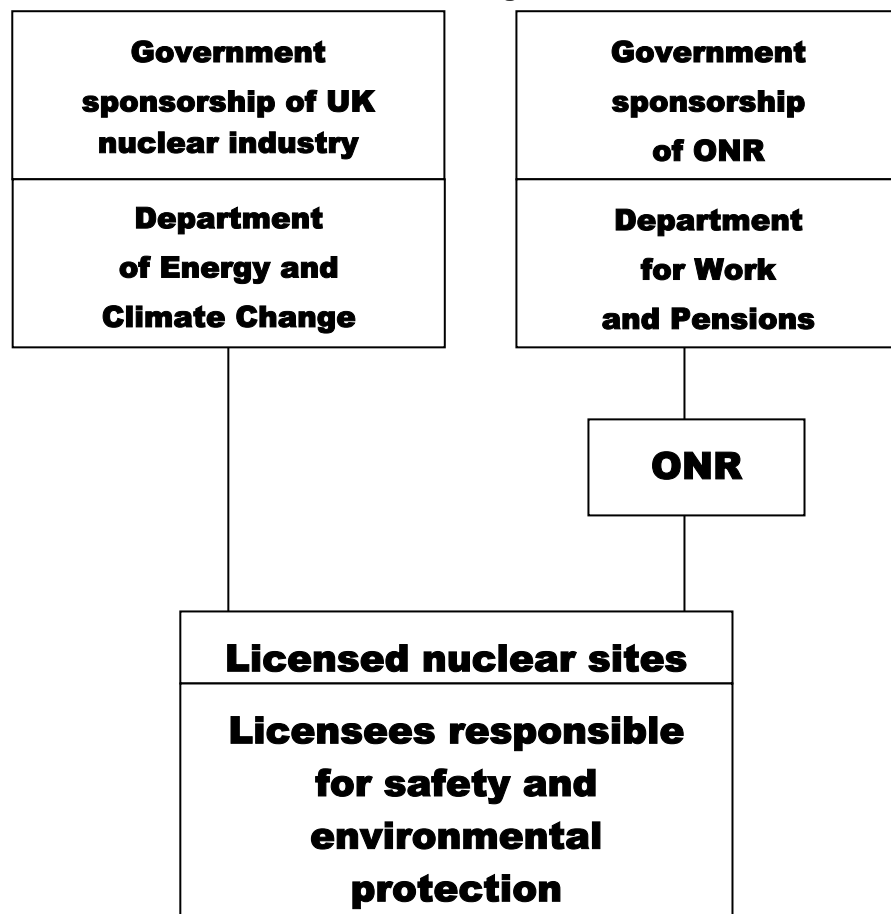 Government
sponsorship of UK
nuclear industry
Department
of Energy and
Climate Change
Government
sponsorship
of ONR
Department
for Work
and Pensions
ONR
Licensed nuclear sites
Licensees responsible
for safety and
environmental
protection